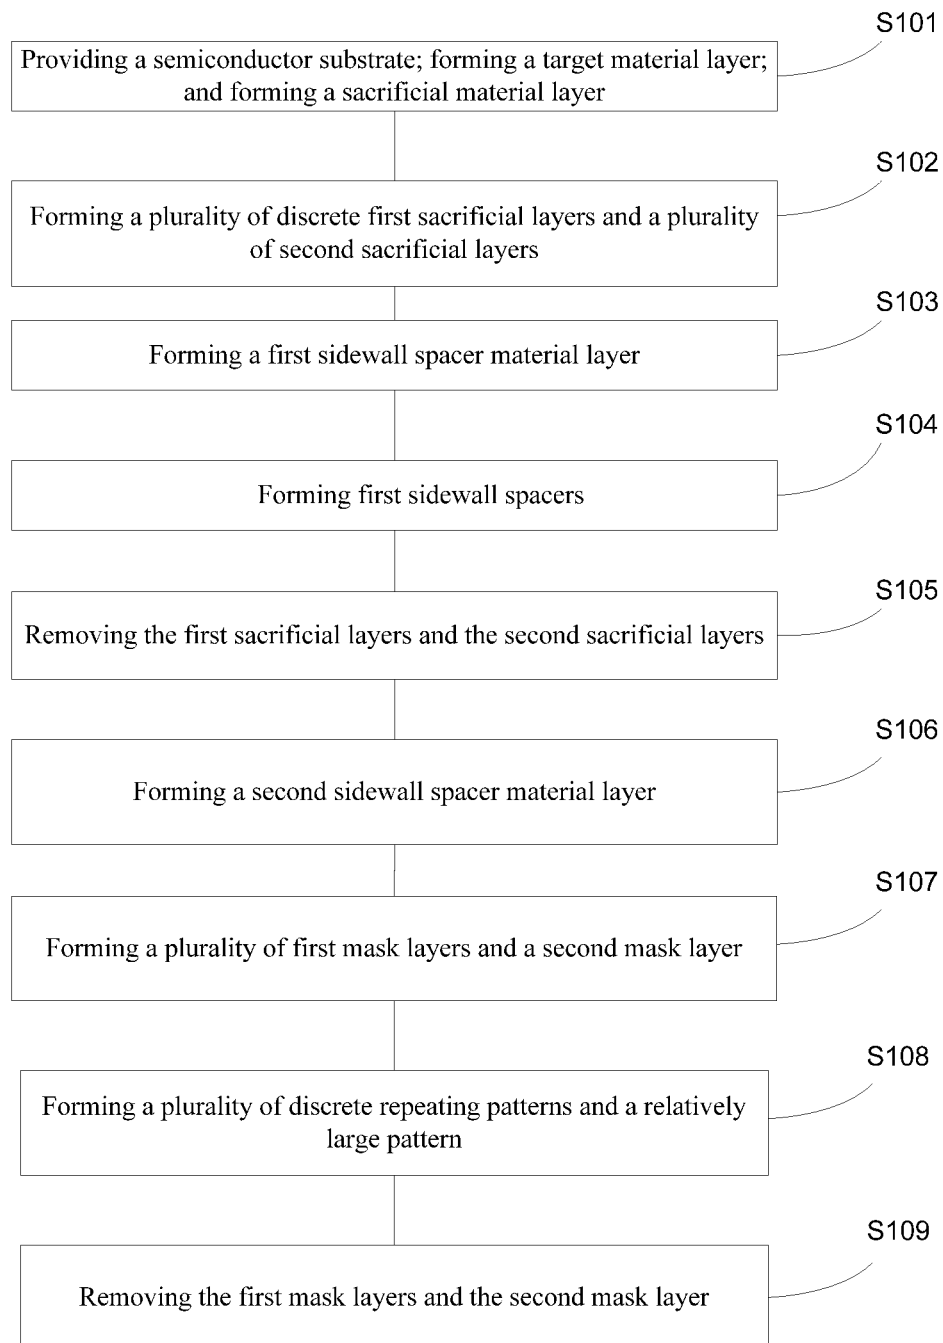 S101
Providing a semiconductor substrate; forming a target material layer;
and forming a sacrificial material layer
S102
Forming a plurality of discrete first sacrificial layers and a plurality
of second sacrificial layers
S103
Forming a first sidewall spacer material layer
S104
Forming first sidewall spacers
S105
Removing the first sacrificial layers and the second sacrificial layers
S106
Forming a second sidewall spacer material layer
S107
Forming a plurality of first mask layers and a second mask layer
S108
Forming a plurality of discrete repeating patterns and a relatively
large pattern
S109
Removing the first mask layers and the second mask layer